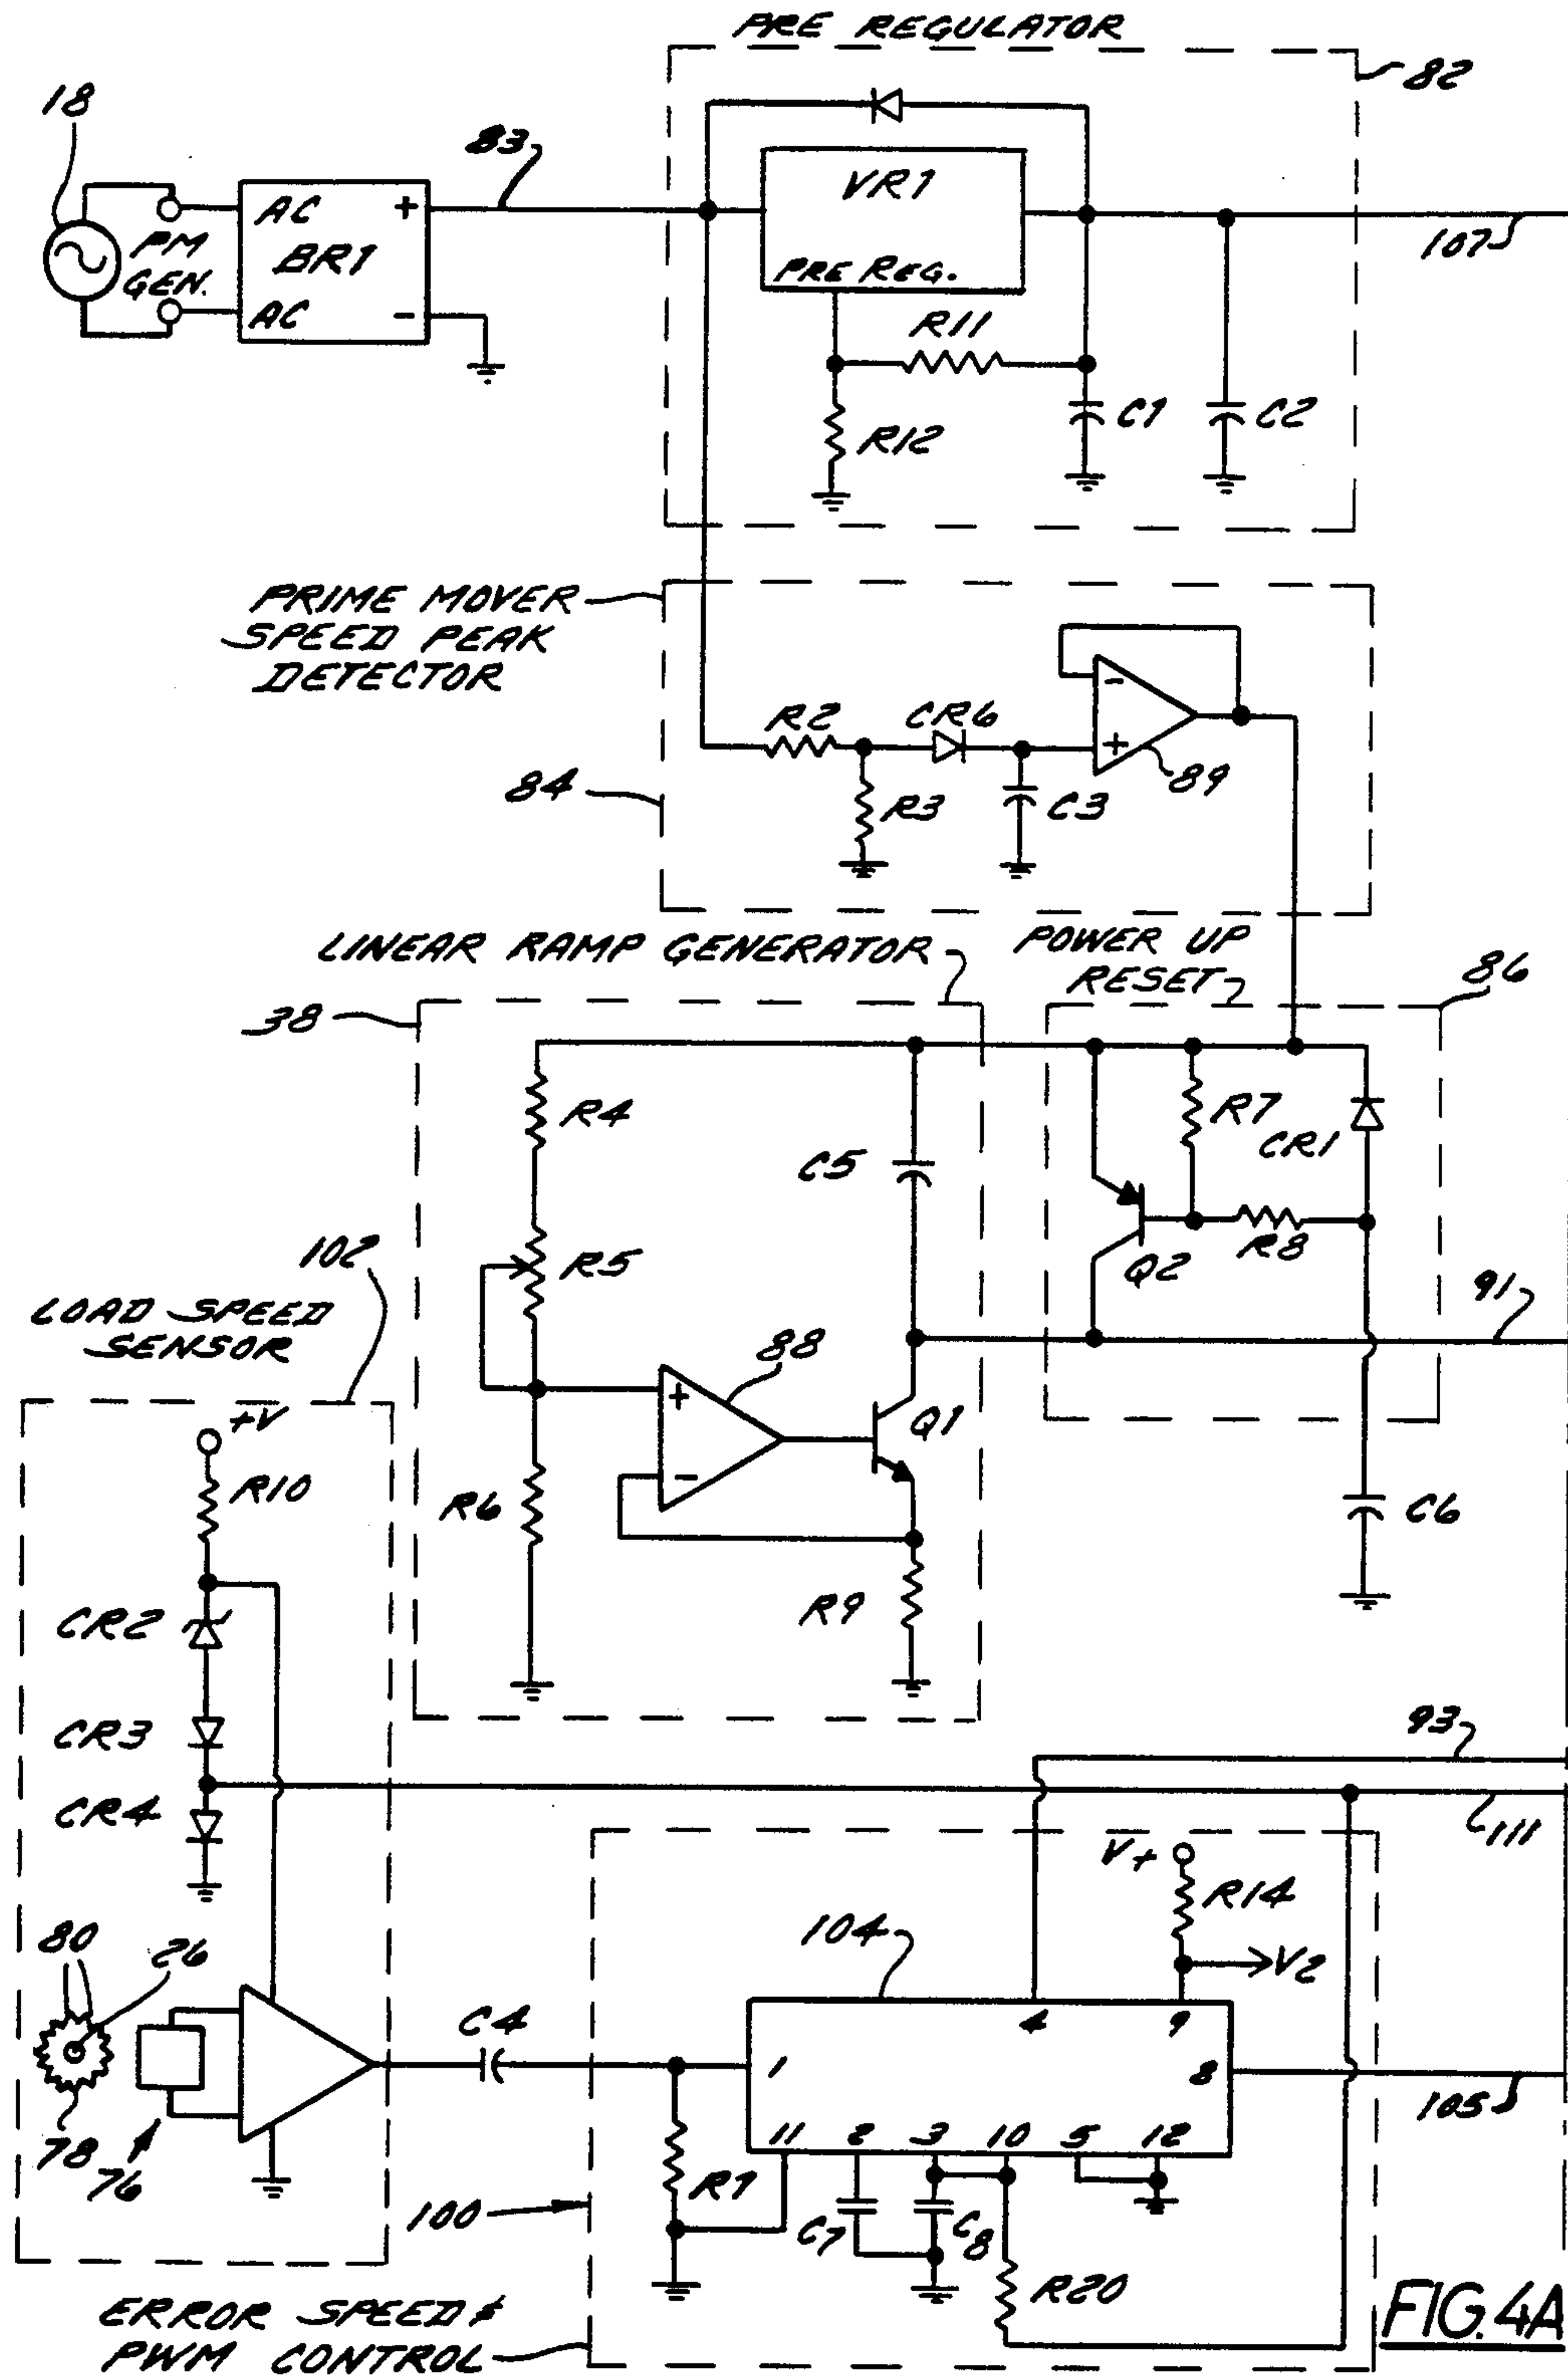 PRE REGULATOR
82
18
83
VR1
PRE REG.
AC
+
PM
GEN.
BR1
AC
-
107
R11
R12
C1
C2
PRIME MOVER
SPEED PEAK
DETECTOR
R2
CR6
-
+
89
84
R3
C3
LINEAR RAMP GENERATOR
POWER UP
RESET
86
38
R4
R7
CR1
C5
R5
Q2
R8
102
91
LOAD SPEED
SENSOR
88
+
-
Q1
+V
R10
R6
C6
R9
CR2
CR3
93
CR4
111
V+
R14
104
V2
80
26
C4
4
9
1
8
105
11
2
3
10
5
12
78
76
R1
100
C7
C8
R20
ERROR SPEED &
PWM CONTROL
FIG. 4A